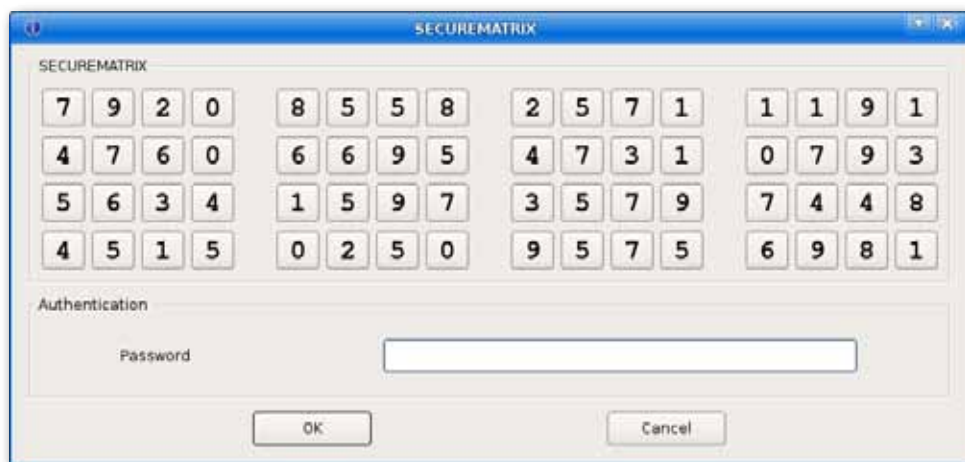 SECUREMATRIX
SECUREMATRIX
7 9 2 0 8 5 5 8 2 5 7 1 1 1 9 1
4 7 6 0 6 6 9 5 4 7 3 1 0 7 9 3
5 6 3 4 1 5 9 7 3 5 7 9 7 4 4 8
4 5 1 5 0 2 5 0 9 5 7 5 6 9 8 1
Authentication
Password
OK Cancel